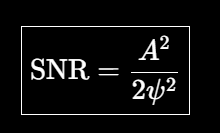 SNR = A² / 2ψ²